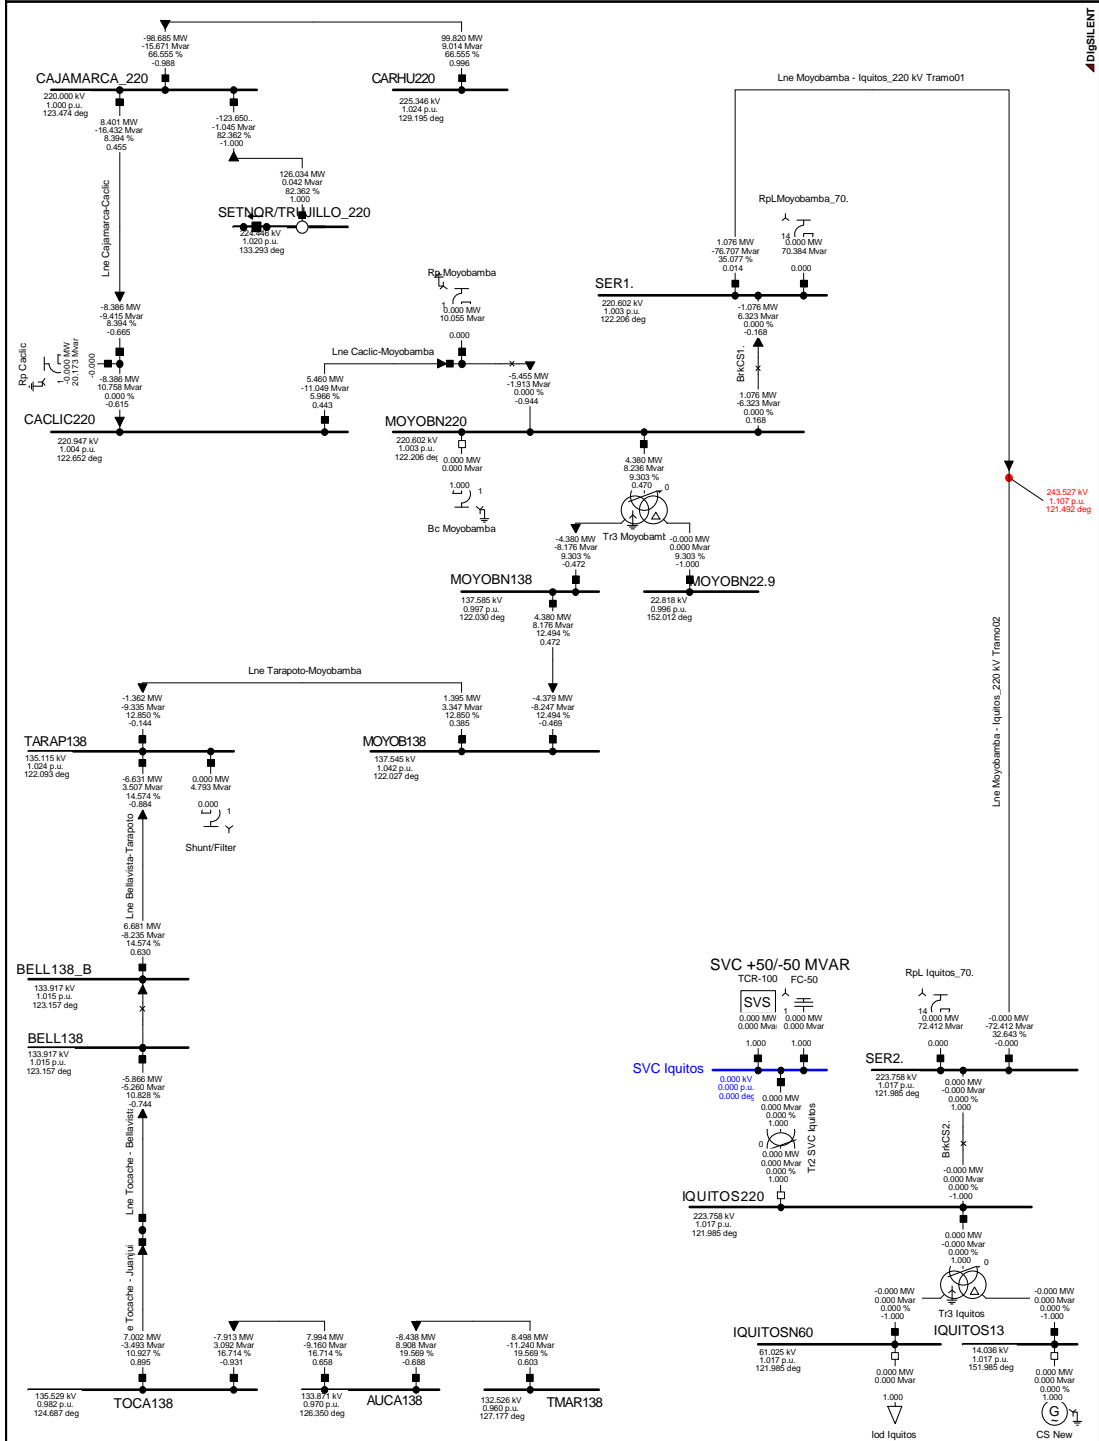 DIgSILENT
-98.685 MW
-15.671 Mvar
66.555 %
-0.988
99.820 MW
9.014 Mvar
66.555 %
0.996
CAJAMARCA_220
220.000 kV
1.000 p.u.
123.474 deg
CARHU220
225.346 kV
1.024 p.u.
129.195 deg
Lne Moyobamba - Iquitos_220 kV Tramo01
8.401 MW
-16.432 Mvar
8.394 %
0.455
-123.650..
-1.045 Mvar
82.362 %
-1.000
126.034 MW
0.042 Mvar
82.362 %
1.000
SETNOR/TRUJILLO_220
224.446 kV
1.020 p.u.
133.293 deg
Lne Cajamarca-Caclic
RpLMoyobamba_70.
14
0.000 MW
70.384 Mvar
0.000
1.076 MW
-76.707 Mvar
35.077 %
0.014
SER1.
220.602 kV
1.003 p.u.
122.206 deg
-1.076 MW
6.323 Mvar
0.000 %
-0.168
BrkCS1.
1.076 MW
-6.323 Mvar
0.000 %
0.168
Rp Moyobamba
1
0.000 MW
10.055 Mvar
0.000
-8.386 MW
-9.415 Mvar
8.394 %
-0.665
Rp Caclic
1
-0.000 MW
20.173 Mvar
-0.000
-8.386 MW
10.758 Mvar
0.000 %
-0.615
Lne Caclic-Moyobamba
5.460 MW
-11.049 Mvar
5.966 %
0.443
-5.455 MW
-1.913 Mvar
0.000 %
-0.944
CACLIC220
220.947 kV
1.004 p.u.
122.652 deg
MOYOBN220
220.602 kV
1.003 p.u.
122.206 deg
0.000 MW
0.000 Mvar
1.000
1
Bc Moyobamba
4.380 MW
8.236 Mvar
9.303 %
0.470
0
Tr3 Moyobamb
243.527 kV
1.107 p.u.
121.492 deg
-4.380 MW
-8.176 Mvar
9.303 %
-0.472
-0.000 MW
0.000 Mvar
9.303 %
-1.000
MOYOBN138
137.585 kV
0.997 p.u.
122.030 deg
MOYOBN22.9
22.818 kV
0.996 p.u.
152.012 deg
4.380 MW
8.176 Mvar
12.494 %
0.472
Lne Tarapoto-Moyobamba
-1.362 MW
-9.335 Mvar
12.850 %
-0.144
1.395 MW
3.347 Mvar
12.850 %
0.385
-4.379 MW
-8.247 Mvar
12.494 %
-0.469
TARAP138
135.115 kV
1.024 p.u.
122.093 deg
MOYOB138
137.545 kV
1.042 p.u.
122.027 deg
-6.631 MW
3.507 Mvar
14.574 %
-0.884
0.000 MW
4.793 Mvar
0.000
1
Shunt/Filter
Lne Moyobamba - Iquitos_220 kV Tramo02
Lne Bellavista-Tarapoto
6.681 MW
-8.235 Mvar
14.574 %
0.630
BELL138_B
133.917 kV
1.015 p.u.
123.157 deg
BELL138
133.917 kV
1.015 p.u.
123.157 deg
-5.866 MW
-5.260 Mvar
10.828 %
-0.744
Lne Tocache - Bellavista
e Tocache - Juanjui
SVC +50/-50 MVAR
TCR-100
FC-50
SVS
0.000 MW
0.000 Mvar
1.000
1
0.000 MW
0.000 Mvar
1.000
SVC Iquitos
0.000 kV
0.000 p.u.
0.000 deg
0.000 MW
0.000 Mvar
0.000 %
1.000
0
Tr2 SVC Iquitos
0.000 MW
0.000 Mvar
0.000 %
1.000
RpL Iquitos_70.
14
0.000 MW
72.412 Mvar
0.000
-0.000 MW
-72.412 Mvar
32.643 %
-0.000
SER2.
223.758 kV
1.017 p.u.
121.985 deg
0.000 MW
-0.000 Mvar
0.000 %
1.000
BrkCS2.
-0.000 MW
0.000 Mvar
0.000 %
-1.000
IQUITOS220
223.758 kV
1.017 p.u.
121.985 deg
0.000 MW
-0.000 Mvar
0.000 %
1.000
0
Tr3 Iquitos
-0.000 MW
0.000 Mvar
0.000 %
-1.000
-0.000 MW
0.000 Mvar
0.000 %
-1.000
IQUITOSN60
61.025 kV
1.017 p.u.
121.985 deg
IQUITOS13
14.036 kV
1.017 p.u.
151.985 deg
0.000 MW
0.000 Mvar
1.000
lod Iquitos
0.000 MW
0.000 Mvar
0.000 %
1.000
G
~
CS New
7.002 MW
-3.493 Mvar
10.927 %
0.895
-7.913 MW
3.092 Mvar
16.714 %
-0.931
7.994 MW
-9.160 Mvar
16.714 %
0.658
-8.438 MW
8.908 Mvar
19.569 %
-0.688
8.498 MW
-11.240 Mvar
19.569 %
0.603
135.529 kV
0.982 p.u.
124.687 deg
TOCA138
133.871 kV
0.970 p.u.
126.350 deg
AUCA138
132.526 kV
0.960 p.u.
127.177 deg
TMAR138